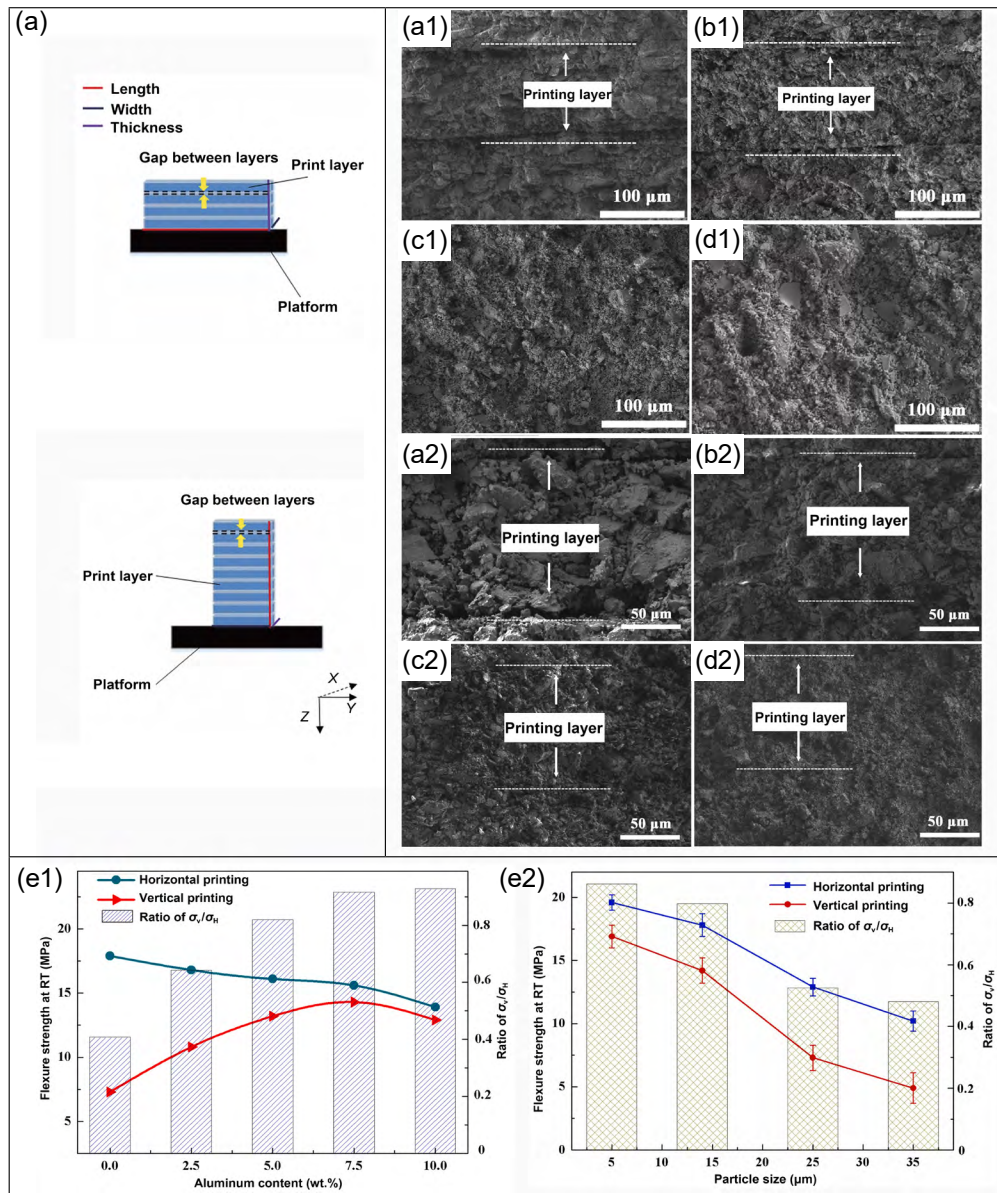 (a)
Length
Width
Thickness
Gap between layers
Print layer
Platform
Gap between layers
Print layer
Platform
X
Y
Z
(a1)
Printing layer
100 µm
(b1)
Printing layer
100 µm
(c1)
100 µm
(d1)
100 µm
(a2)
Printing layer
50 µm
(b2)
Printing layer
50 µm
(c2)
Printing layer
50 µm
(d2)
Printing layer
50 µm
(e1)
Horizontal printing
Vertical printing
Ratio of σv/σH
Flexure strength at RT (MPa)
20
15
10
5
0.8
0.6
0.4
0.2
0
Ratio of σv/σH
0.0 2.5 5.0 7.5 10.0
Aluminum content (wt.%)
(e2)
Horizontal printing
Vertical printing
Ratio of σv/σH
Flexure strength at RT (MPa)
20
15
10
5
0
0.8
0.6
0.4
0.2
0
Ratio of σv/σH
5 10 15 20 25 30 35
Particle size (µm)